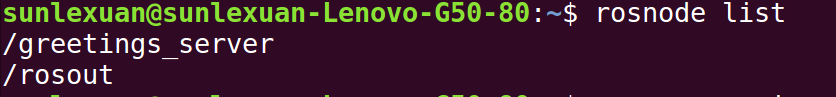 sunlexuan@sunlexuan-Lenovo-G50-80:~$ rosnode list
/greetings_server
/rosout